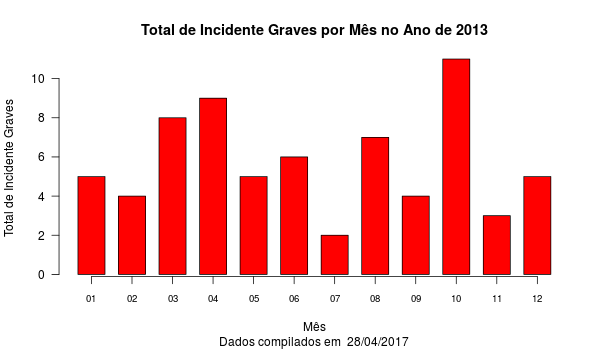 Total de Incidente Graves por Mês no Ano de 2013
Total de Incidente Graves
10
8
6
4
2
0
01 02 03 04 05 06 07 08 09 10 11 12
Mês
Dados compilados em 28/04/2017